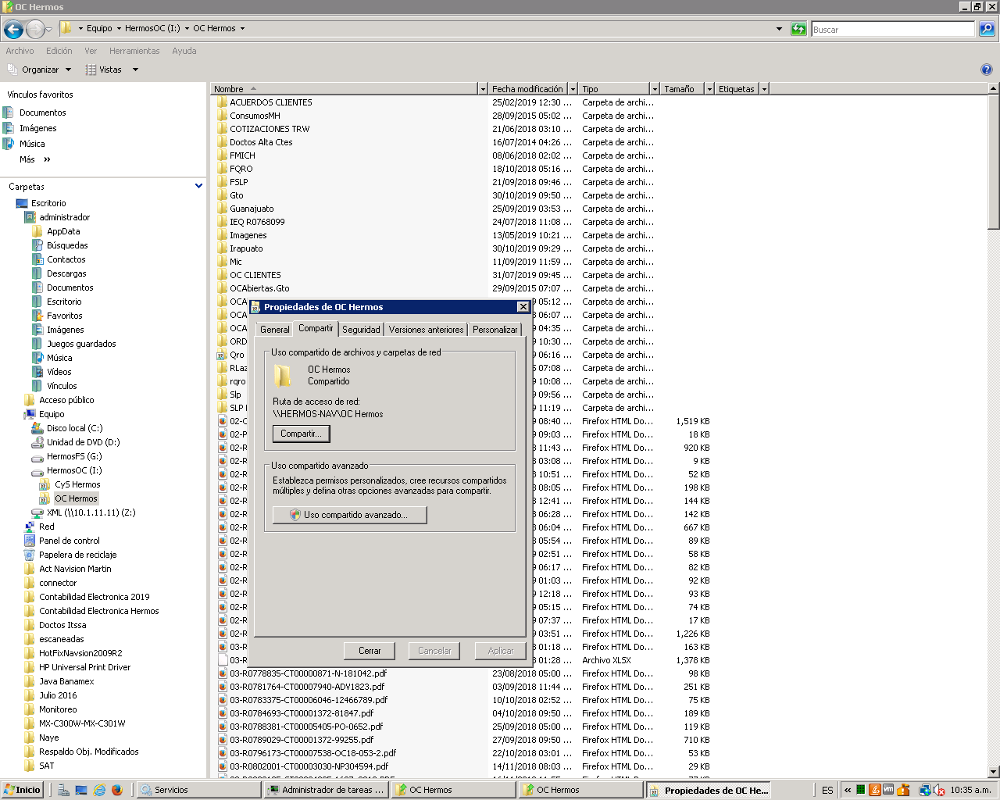 OC Hermos
Equipo HermosOC (I:) OC Hermos
Buscar
Archivo Edición Ver Herramientas Ayuda
Organizar Vistas
Vínculos favoritos
Documentos
Imágenes
Música
Más »
Carpetas
Escritorio
administrador
AppData
Búsquedas
Contactos
Descargas
Documentos
Escritorio
Favoritos
Imágenes
Juegos guardados
Música
Vídeos
Vínculos
Acceso público
Equipo
Disco local (C:)
Unidad de DVD (D:)
HermosFS (G:)
HermosOC (I:)
CyS Hermos
OC Hermos
XML (\\10.1.11.11) (Z:)
Red
Panel de control
Papelera de reciclaje
Act Navision Martin
connector
Contabilidad Electronica 2019
Contabilidad Electronica Hermos
Doctos Itssa
escaneadas
HotFixNavsion2009R2
HP Universal Print Driver
Java Banamex
Julio 2016
Monitoreo
MX-C300W-MX-C301W
Naye
Respaldo Obj. Modificados
SAT
Nombre Fecha modificación Tipo Tamaño Etiquetas
ACUERDOS CLIENTES 25/02/2019 12:30 ... Carpeta de archi...
ConsumosMH 28/09/2015 05:02 ... Carpeta de archi...
COTIZACIONES TRW 21/06/2018 03:10 ... Carpeta de archi...
Doctos Alta Ctes 16/07/2014 04:26 ... Carpeta de archi...
FMICH 08/06/2018 02:02 ... Carpeta de archi...
FQRO 18/10/2018 05:16 ... Carpeta de archi...
FSLP 21/09/2018 09:46 ... Carpeta de archi...
Gto 30/10/2019 09:50 ... Carpeta de archi...
Guanajuato 25/09/2019 03:53 ... Carpeta de archi...
IEQ R0768099 24/07/2018 11:08 ... Carpeta de archi...
Imagenes 13/05/2019 10:21 ... Carpeta de archi...
Irapuato 30/10/2019 09:29 ... Carpeta de archi...
Mic 11/09/2019 11:59 ... Carpeta de archi...
OC CLIENTES 31/07/2019 09:45 ... Carpeta de archi...
OCAbiertas.Gto 29/09/2015 07:07 ... Carpeta de archi...
OCA 9 05:12 ... Carpeta de archi...
OCA 8 06:07 ... Carpeta de archi...
OCA 9 04:35 ... Carpeta de archi...
ORD 9 10:30 ... Carpeta de archi...
Qro 9 06:16 ... Carpeta de archi...
RLaz 5 07:08 ... Carpeta de archi...
rqro 9 10:08 ... Carpeta de archi...
Slp 9 09:56 ... Carpeta de archi...
SLP 9 11:19 ... Carpeta de archi...
02-C 8 08:40 ... Firefox HTML Do... 1,519 KB
02-P 9 09:03 ... Firefox HTML Do... 18 KB
02-R 8 11:43 ... Firefox HTML Do... 920 KB
02-R 8 03:08 ... Firefox HTML Do... 9 KB
02-R 8 10:51 ... Firefox HTML Do... 52 KB
02-R 8 08:05 ... Firefox HTML Do... 198 KB
02-R 8 12:41 ... Firefox HTML Do... 144 KB
02-R 8 06:28 ... Firefox HTML Do... 142 KB
02-R 8 06:04 ... Firefox HTML Do... 667 KB
02-R 8 05:54 ... Firefox HTML Do... 89 KB
02-R 9 02:51 ... Firefox HTML Do... 58 KB
02-R 9 06:17 ... Firefox HTML Do... 82 KB
02-R 9 01:03 ... Firefox HTML Do... 92 KB
02-R 9 12:18 ... Firefox HTML Do... 93 KB
02-R 9 05:15 ... Firefox HTML Do... 74 KB
02-R 9 07:37 ... Firefox HTML Do... 17 KB
02-R 9 03:51 ... Firefox HTML Do... 1,226 KB
03-R 8 01:18 ... Firefox HTML Do... 163 KB
03-R 8 01:28 ... Archivo XLSX 1,378 KB
03-R0778835-CT00000871-N-181042.pdf 23/08/2018 05:00 ... Firefox HTML Do... 98 KB
03-R0781764-CT00007940-ADV1823.pdf 03/09/2018 11:44 ... Firefox HTML Do... 251 KB
03-R0783375-CT00006046-12466789.pdf 10/10/2018 02:52 ... Firefox HTML Do... 75 KB
03-R0784693-CT00001372-81847.pdf 04/10/2018 09:50 ... Firefox HTML Do... 189 KB
03-R0788381-CT00005405-PO-0652.pdf 25/09/2018 05:00 ... Firefox HTML Do... 119 KB
03-R0789029-CT00001372-99255.pdf 27/09/2018 09:50 ... Firefox HTML Do... 710 KB
03-R0796173-CT00007538-OC18-053-2.pdf 22/10/2018 03:01 ... Firefox HTML Do... 53 KB
03-R0802001-CT00003030-NP304594.pdf 14/11/2018 08:03 ... Firefox HTML Do... 29 KB
Propiedades de OC Hermos
General Compartir Seguridad Versiones anteriores Personalizar
Uso compartido de archivos y carpetas de red
OC Hermos
Compartido
Ruta de acceso de red:
\\HERMOS-NAV\OC Hermos
Compartir...
Uso compartido avanzado
Establezca permisos personalizados, cree recursos compartidos
múltiples y defina otras opciones avanzadas para compartir.
Uso compartido avanzado...
Cerrar Cancelar Aplicar
Inicio Servicios Administrador de tareas ... OC Hermos OC Hermos Propiedades de OC He... ES « 10:35 a.m.